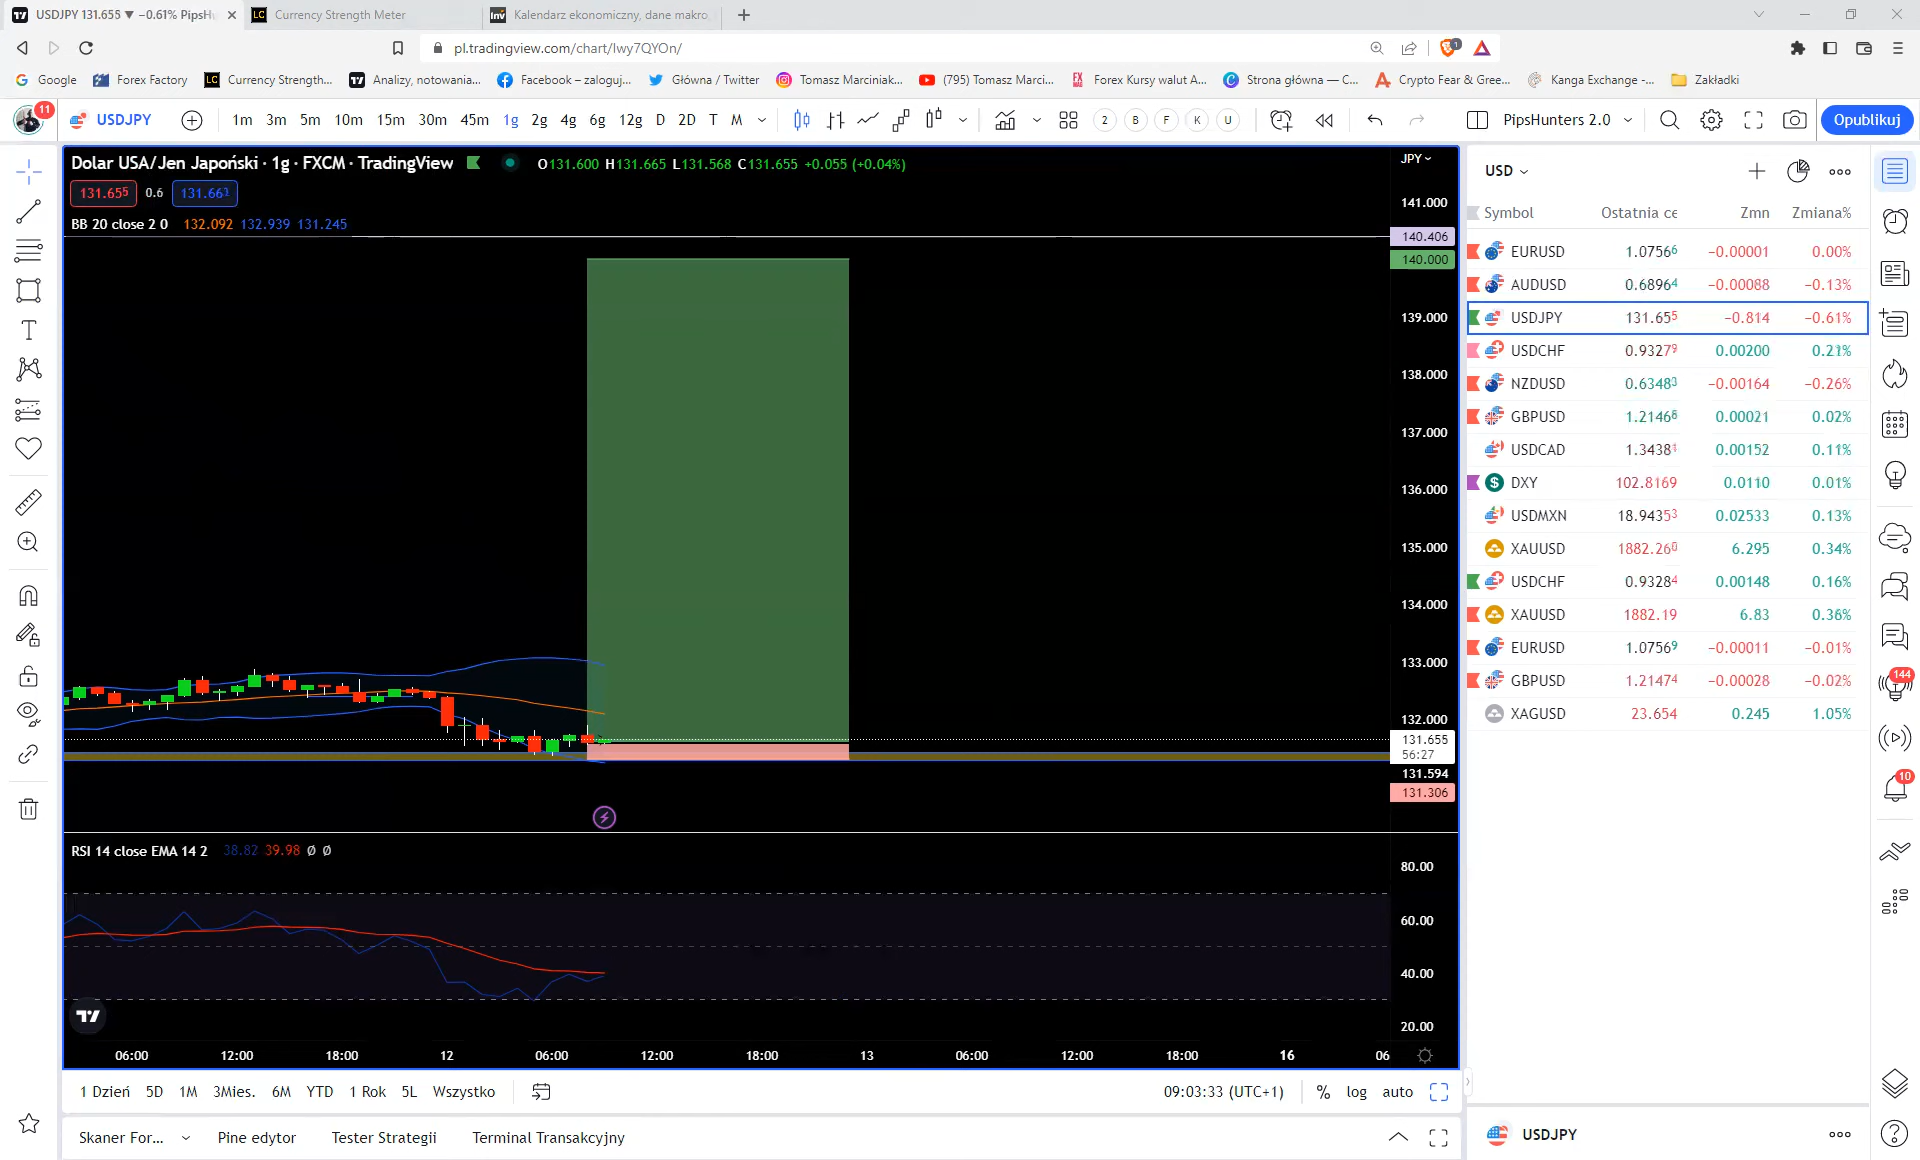 USDJPY 131.655 ▼ −0.61% PipsHun
Currency Strength Meter
Kalendarz ekonomiczny, dane makro,
pl.tradingview.com/chart/Iwy7QYOn/
1
Google
Forex Factory
Currency Strength...
Analizy, notowania...
Facebook – zaloguj...
Główna / Twitter
Tomasz Marciniak...
(795) Tomasz Marci...
Forex Kursy walut A...
Strona główna — C...
Crypto Fear & Gree...
Kanga Exchange -...
Zakładki
11
USDJPY
1m 3m 5m 10m 15m 30m 45m 1g 2g 4g 6g 12g D 2D T M
2 B F K U
PipsHunters 2.0
Opublikuj
Dolar USA/Jen Japoński · 1g · FXCM · TradingView
O131.600 H131.665 L131.568 C131.655 +0.055 (+0.04%)
131.655 0.6 131.661
BB 20 close 2 0 132.092 132.939 131.245
JPY
141.000
140.406
140.000
139.000
138.000
137.000
136.000
135.000
134.000
133.000
132.000
131.655
56:27
131.594
131.306
RSI 14 close EMA 14 2 38.82 39.98 Ø Ø
80.00
60.00
40.00
20.00
06:00 12:00 18:00 12 06:00 12:00 18:00 13 06:00 12:00 18:00 16 06
1 Dzień 5D 1M 3Mies. 6M YTD 1 Rok 5L Wszystko
09:03:33 (UTC+1) % log auto
Skaner For... Pine edytor Tester Strategii Terminal Transakcyjny
USD
Symbol Ostatnia ce Zmn Zmiana%
EURUSD 1.07566 −0.00001 0.00%
AUDUSD 0.68964 −0.00088 −0.13%
USDJPY 131.655 −0.814 −0.61%
USDCHF 0.93279 0.00200 0.21%
NZDUSD 0.63483 −0.00164 −0.26%
GBPUSD 1.2146 0.00021 0.02%
USDCAD 1.3438 0.00152 0.11%
DXY 102.8169 0.0110 0.01%
USDMXN 18.94353 0.02533 0.13%
XAUUSD 1882.260 6.295 0.34%
USDCHF 0.93284 0.00148 0.16%
XAUUSD 1882.19 6.83 0.36%
EURUSD 1.07569 −0.00011 −0.01%
GBPUSD 1.21474 −0.00028 −0.02%
XAGUSD 23.654 0.245 1.05%
144
10
USDJPY